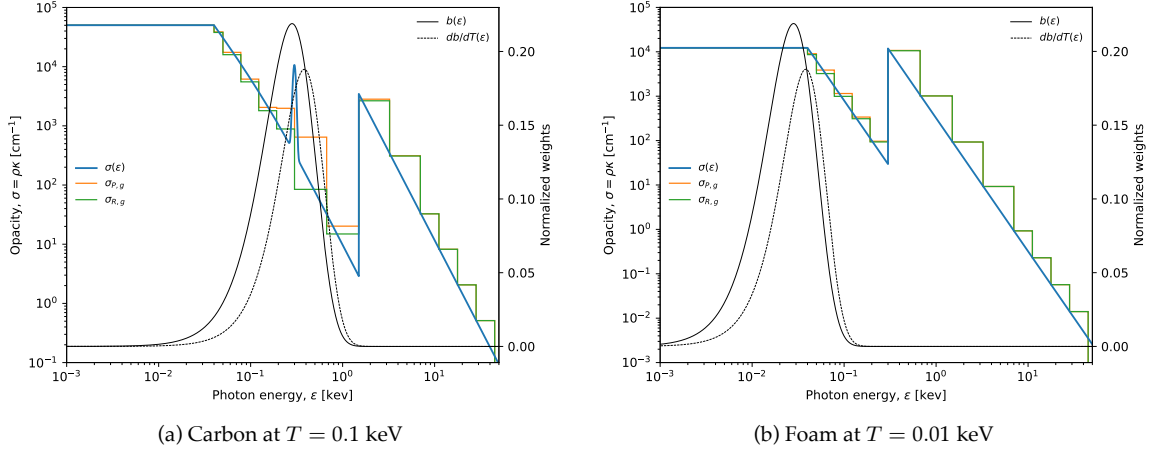 10^5
10^4
10^3
10^2
10^1
10^0
10^-1
Opacity, σ = ρκ [cm^-1]
b(ε)
db/dT(ε)
σ(ε)
σ_P,g
σ_R,g
0.20
0.15
0.10
0.05
0.00
Normalized weights
10^-3
10^-2
10^-1
10^0
10^1
Photon energy, ε [kev]
(a) Carbon at T = 0.1 keV
10^5
10^4
10^3
10^2
10^1
10^0
10^-1
10^-2
10^-3
Opacity, σ = ρκ [cm^-1]
b(ε)
db/dT(ε)
σ(ε)
σ_P,g
σ_R,g
0.20
0.15
0.10
0.05
0.00
Normalized weights
10^-3
10^-2
10^-1
10^0
10^1
Photon energy, ε [kev]
(b) Foam at T = 0.01 keV